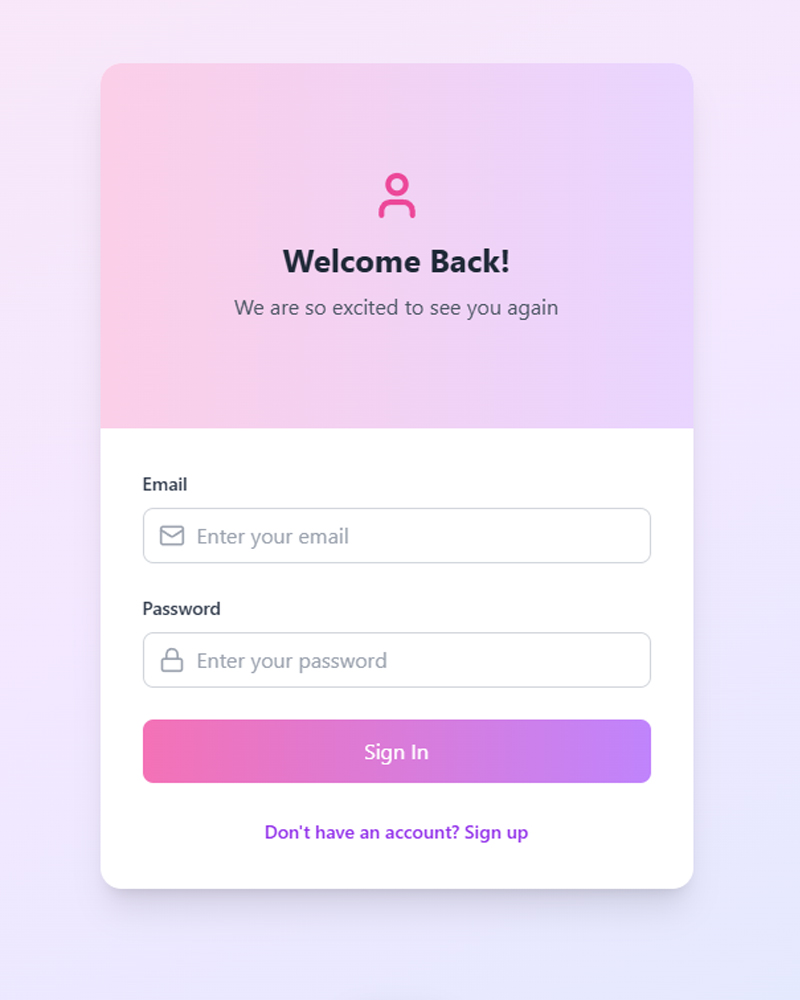 Welcome Back!
We are so excited to see you again
Email
Enter your email
Password
Enter your password
Sign In
Don't have an account? Sign up